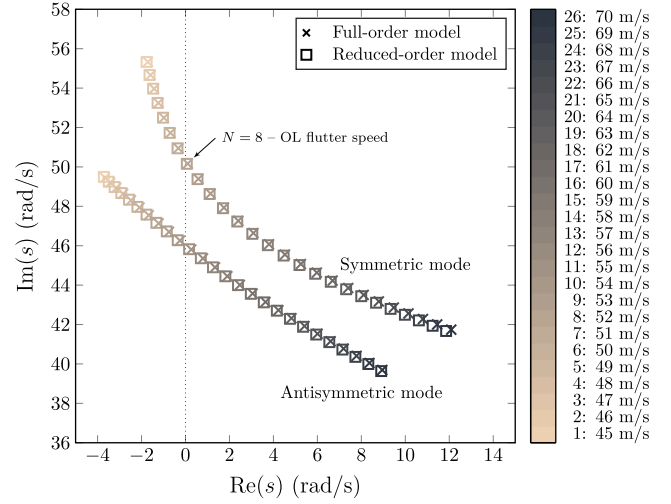 58
56
54
52
50
48
46
44
42
40
38
36
Im(s) (rad/s)
× Full-order model
Reduced-order model
N = 8 – OL flutter speed
Symmetric mode
Antisymmetric mode
−4 −2 0 2 4 6 8 10 12 14
Re(s) (rad/s)
26: 70 m/s
25: 69 m/s
24: 68 m/s
23: 67 m/s
22: 66 m/s
21: 65 m/s
20: 64 m/s
19: 63 m/s
18: 62 m/s
17: 61 m/s
16: 60 m/s
15: 59 m/s
14: 58 m/s
13: 57 m/s
12: 56 m/s
11: 55 m/s
10: 54 m/s
9: 53 m/s
8: 52 m/s
7: 51 m/s
6: 50 m/s
5: 49 m/s
4: 48 m/s
3: 47 m/s
2: 46 m/s
1: 45 m/s